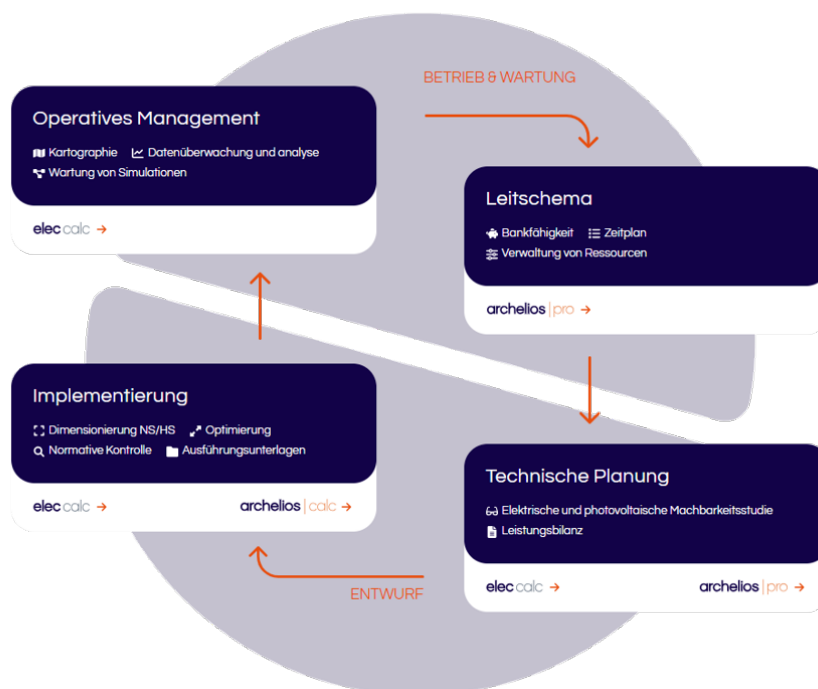 BETRIEB & WARTUNG
Operatives Management
Kartographie Datenüberwachung und analyse
Wartung von Simulationen
elec calc →
Leitschema
Bankfähigkeit Zeitplan
Verwaltung von Ressourcen
archelios | pro →
Implementierung
Dimensionierung NS/HS Optimierung
Normative Kontrolle Ausführungsunterlagen
elec calc → archelios | calc →
Technische Planung
Elektrische und photovoltaische Machbarkeitsstudie
Leistungsbilanz
elec calc → archelios | pro →
ENTWURF